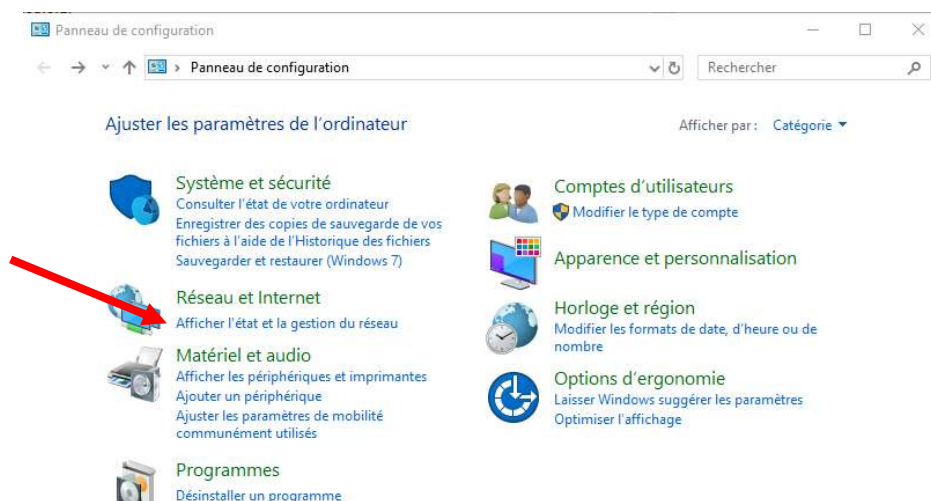 Panneau de configuration
Panneau de configuration
Rechercher
Ajuster les paramètres de l'ordinateur
Afficher par : Catégorie
Système et sécurité
Consulter l'état de votre ordinateur
Enregistrer des copies de sauvegarde de vos
fichiers à l'aide de l'Historique des fichiers
Sauvegarder et restaurer (Windows 7)
Réseau et Internet
Afficher l'état et la gestion du réseau
Matériel et audio
Afficher les périphériques et imprimantes
Ajouter un périphérique
Ajuster les paramètres de mobilité
communément utilisés
Programmes
Désinstaller un programme
Comptes d'utilisateurs
Modifier le type de compte
Apparence et personnalisation
Horloge et région
Modifier les formats de date, d'heure ou de
nombre
Options d'ergonomie
Laisser Windows suggérer les paramètres
Optimiser l'affichage